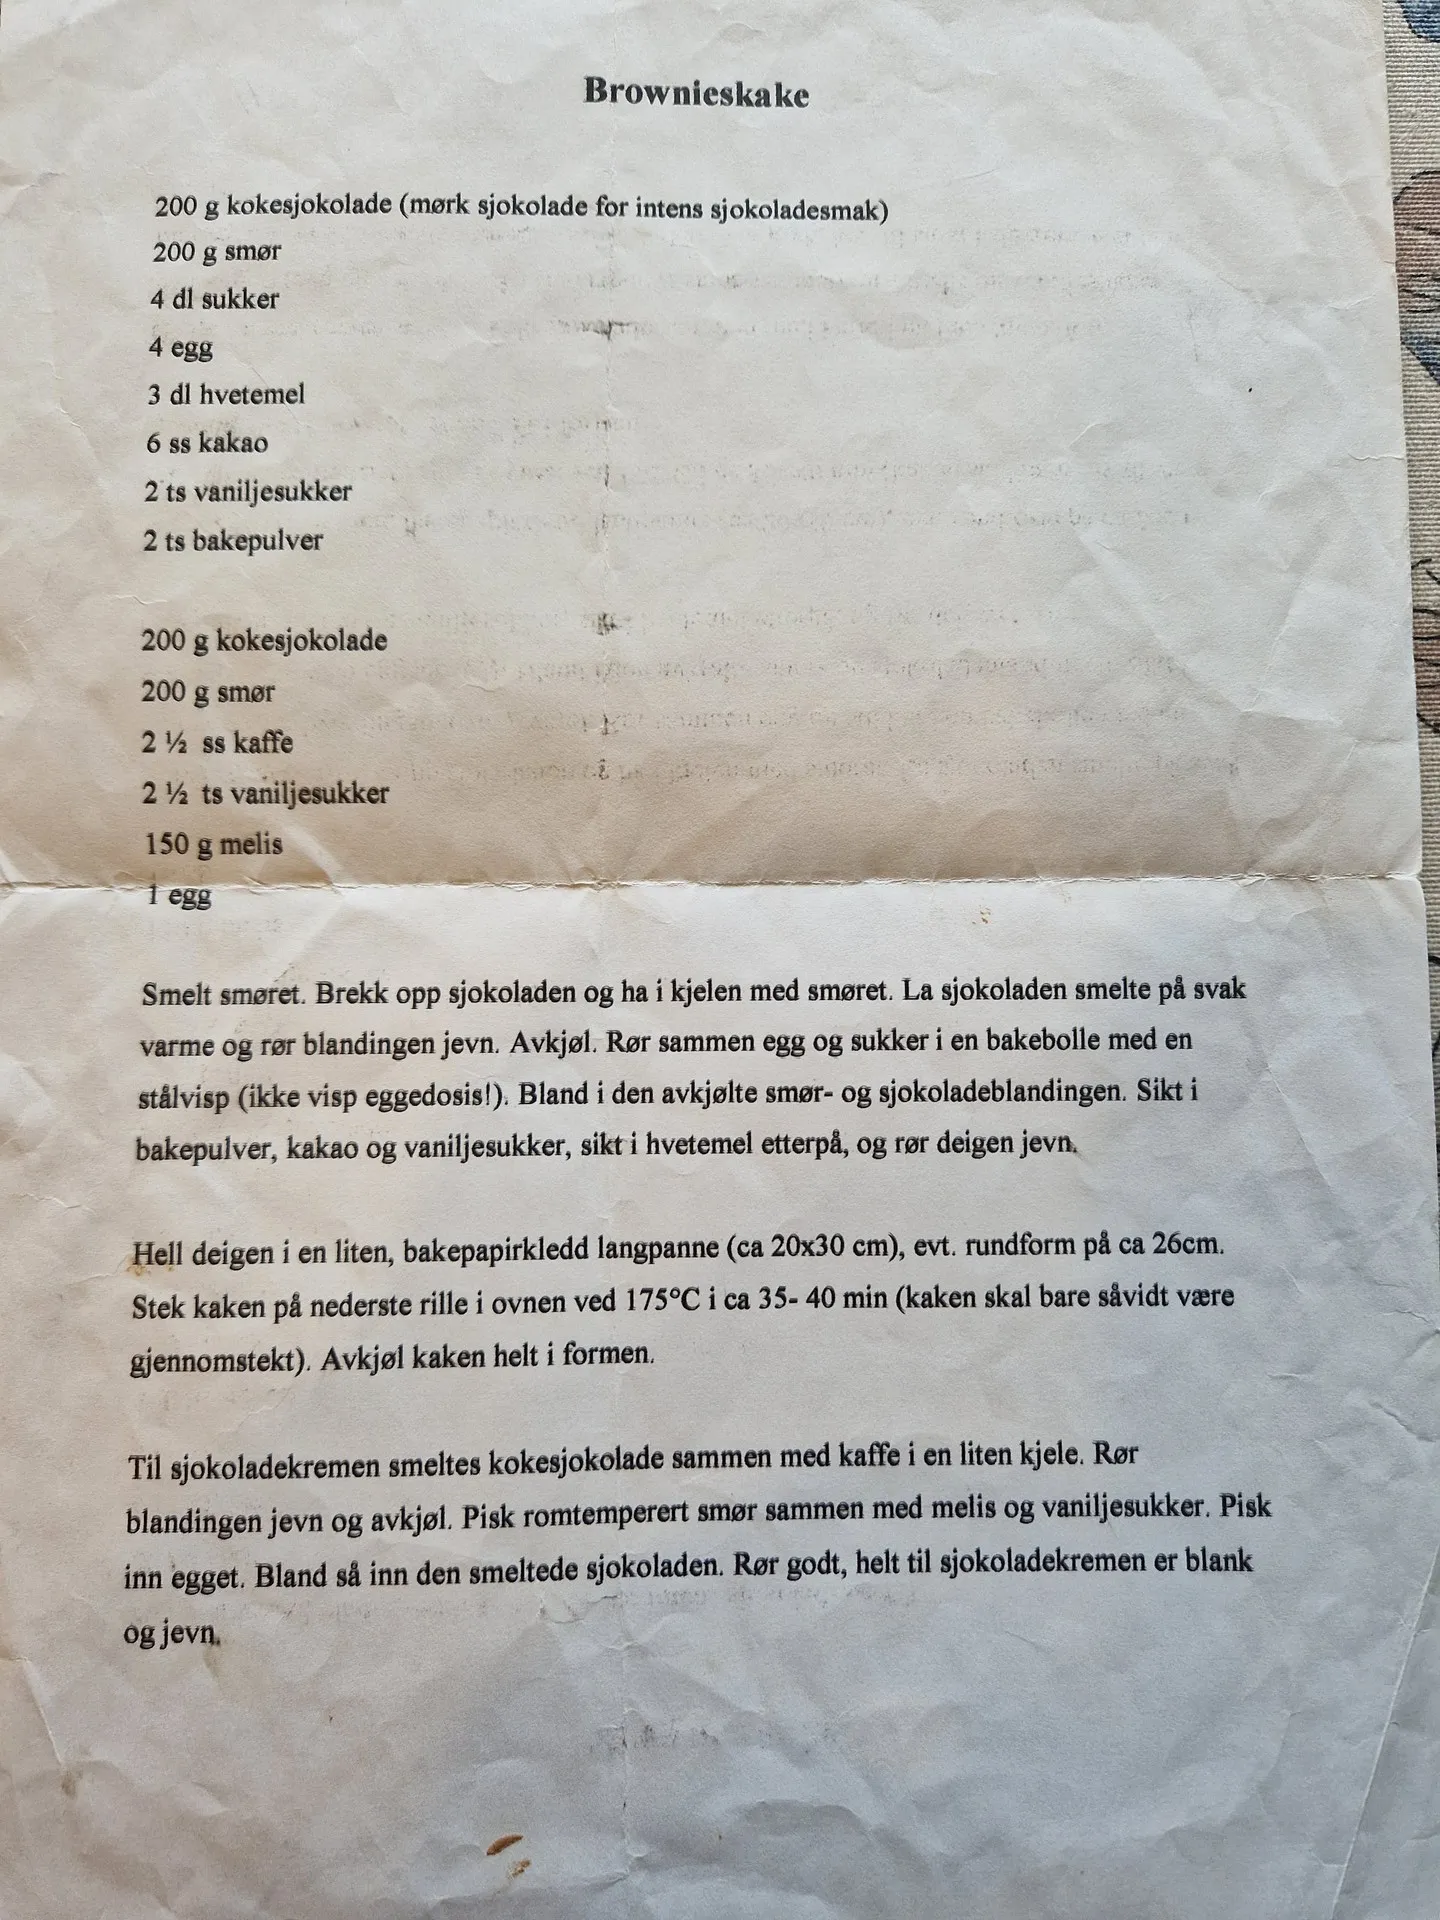 Brownieskake
200 g kokesjokolade (mørk sjokolade for intens sjokoladesmak)
200 g smør
4 dl sukker
4 egg
3 dl hvetemel
6 ss kakao
2 ts vaniljesukker
2 ts bakepulver
200 g kokesjokolade
200 g smør
2 ½ ss kaffe
2 ½ ts vaniljesukker
150 g melis
1 egg
Smelt smøret. Brekk opp sjokoladen og ha i kjelen med smøret. La sjokoladen smelte på svak
varme og rør blandingen jevn. Avkjøl. Rør sammen egg og sukker i en bakebolle med en
stålvisp (ikke visp eggedosis!). Bland i den avkjølte smør- og sjokoladeblandingen. Sikt i
bakepulver, kakao og vaniljesukker, sikt i hvetemel etterpå, og rør deigen jevn.
Hell deigen i en liten, bakepapirkledd langpanne (ca 20x30 cm), evt. rundform på ca 26cm.
Stek kaken på nederste rille i ovnen ved 175°C i ca 35- 40 min (kaken skal bare såvidt være
gjennomstekt). Avkjøl kaken helt i formen.
Til sjokoladekremen smeltes kokesjokolade sammen med kaffe i en liten kjele. Rør
blandingen jevn og avkjøl. Pisk romtemperert smør sammen med melis og vaniljesukker. Pisk
inn egget. Bland så inn den smeltede sjokoladen. Rør godt, helt til sjokoladekremen er blank
og jevn.